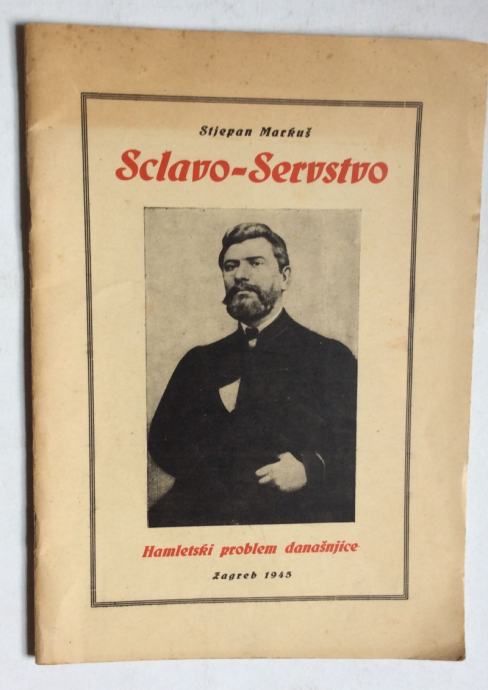 Stjepan Markuš
Sclavo-Servstvo
Hamletski problem današnjice
Zagreb 1945